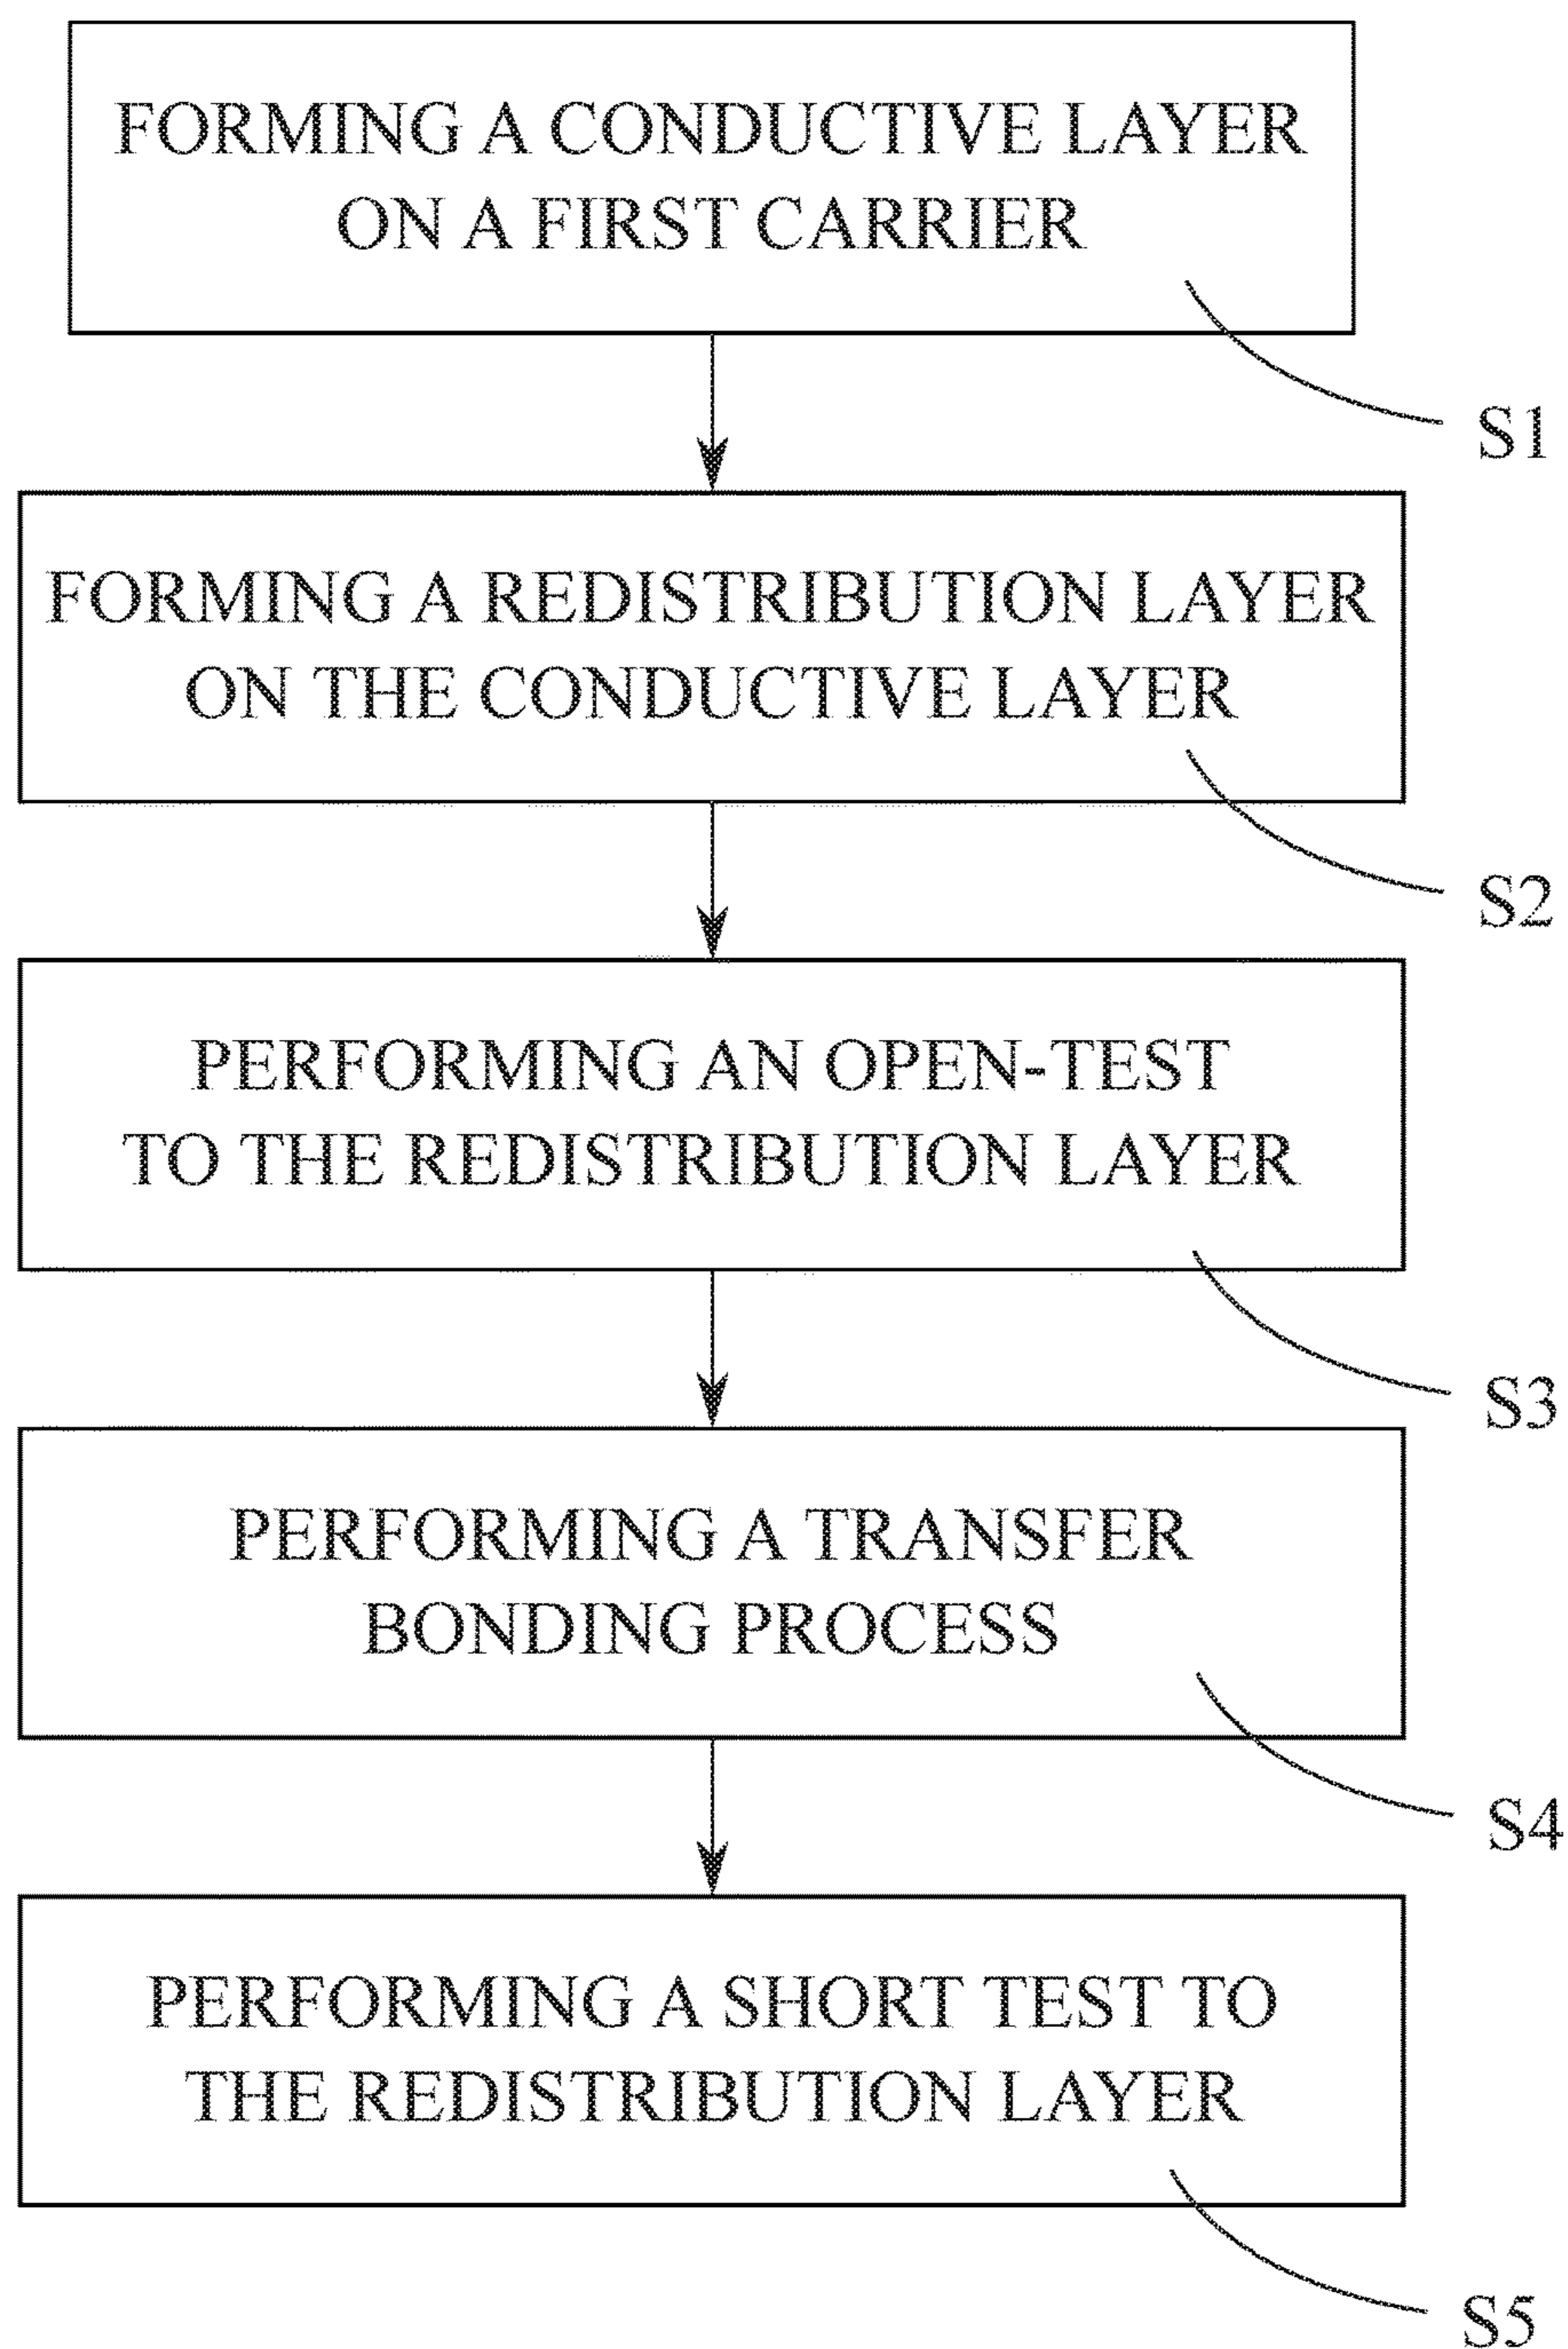 FORMING A CONDUCTIVE LAYER
ON A FIRST CARRIER
S1
FORMING A REDISTRIBUTION LAYER
ON THE CONDUCTIVE LAYER
S2
PERFORMING AN OPEN-TEST
TO THE REDISTRIBUTION LAYER
S3
PERFORMING A TRANSFER
BONDING PROCESS
S4
PERFORMING A SHORT TEST TO
THE REDISTRIBUTION LAYER
S5